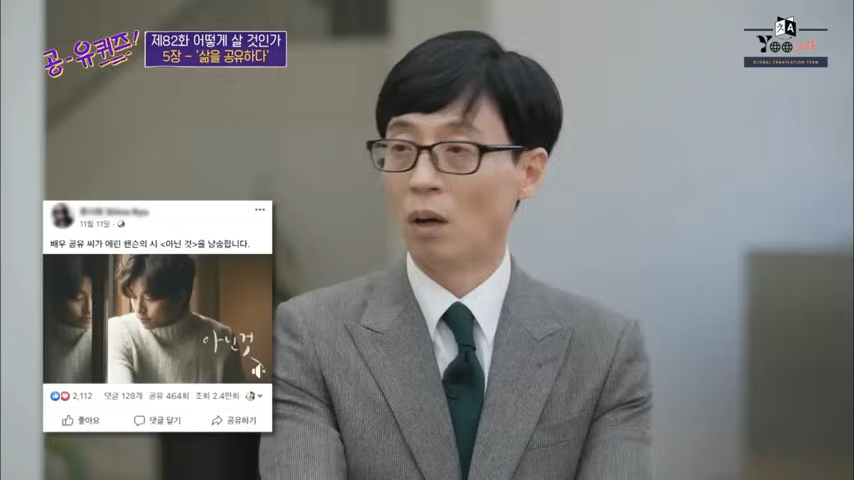 공-유퀴즈!
제82화 어떻게 살 것인가
5장 - '삶을 공유하다'
YOO
GLOBAL TRANSLATION TEAM
11월 11일
배우 공유 씨가 에린 핸슨의 시 <아닌 것>을 낭송합니다.
아닌 것
2,112 댓글 128개 공유 464회 조회 2.4만회
좋아요 댓글 달기 공유하기